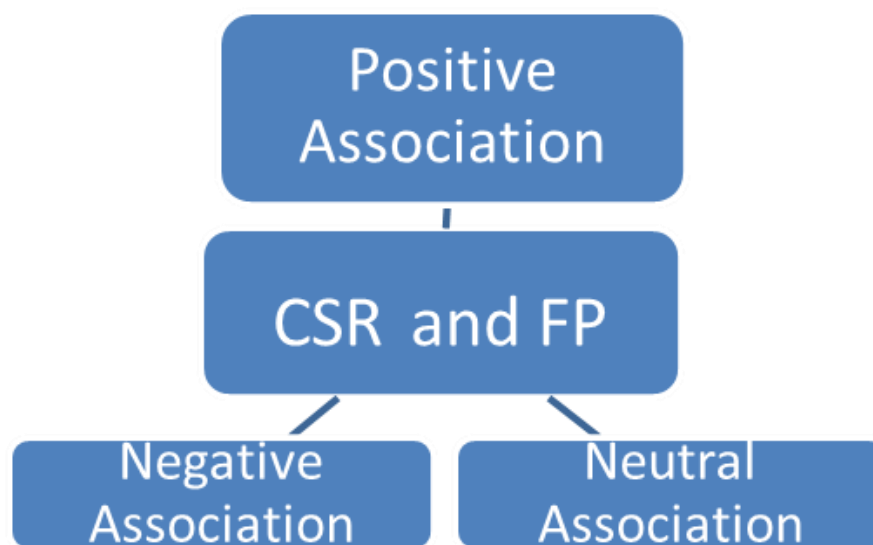 Positive
Association
CSR and FP
Negative
Association
Neutral
Association